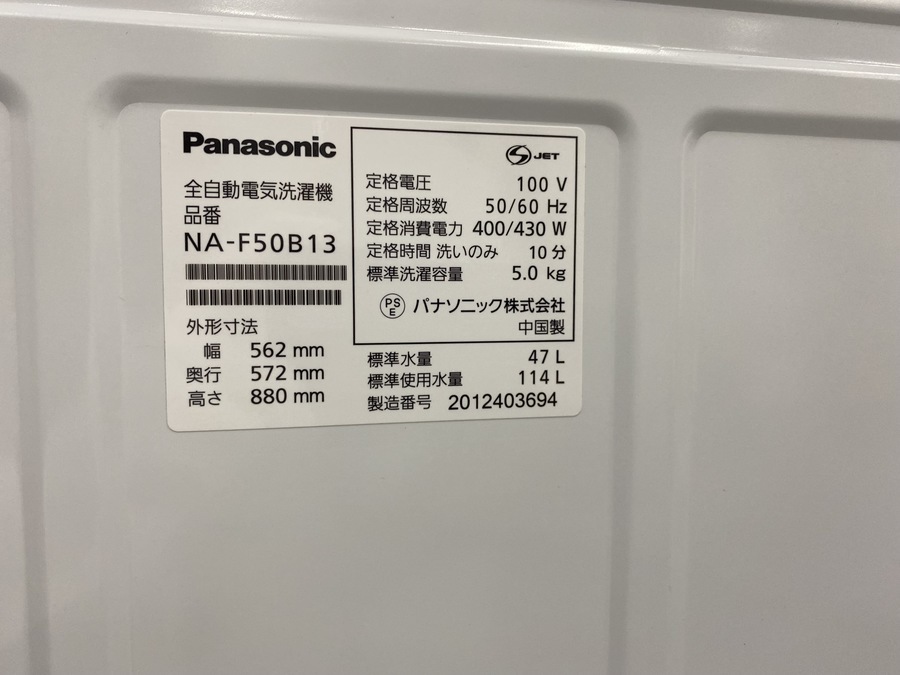 Panasonic
全自動電気洗濯機
品番
NA-F50B13
外形寸法
幅 562 mm
奥行 572 mm
高さ 880 mm
JET
定格電圧 100 V
定格周波数 50/60 Hz
定格消費電力 400/430 W
定格時間 洗いのみ 10 分
標準洗濯容量 5.0 kg
PSE パナソニック株式会社
中国製
標準水量 47 L
標準使用水量 114 L
製造番号 2012403694